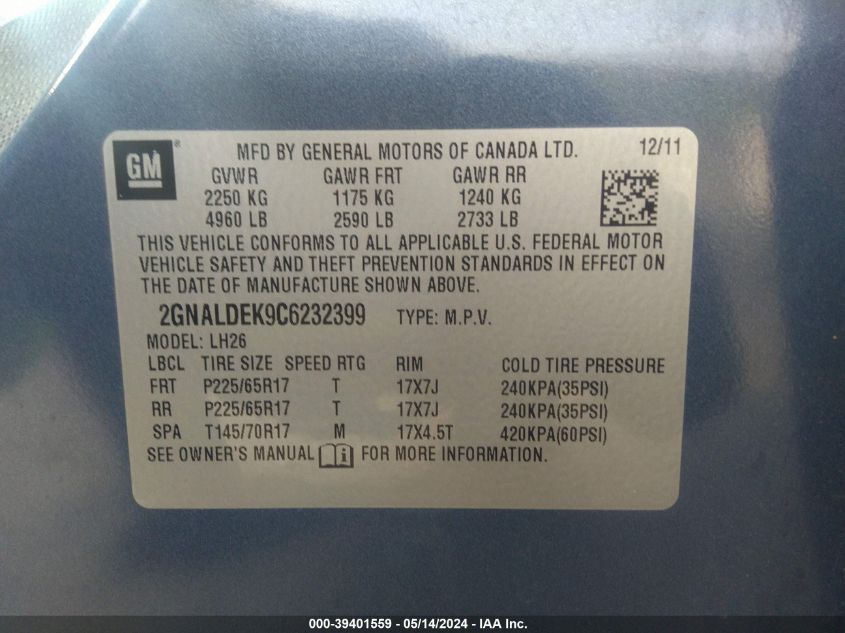 GM ® MFD BY GENERAL MOTORS OF CANADA LTD. 12/11
GVWR GAWR FRT GAWR RR
2250 KG 1175 KG 1240 KG
4960 LB 2590 LB 2733 LB
THIS VEHICLE CONFORMS TO ALL APPLICABLE U.S. FEDERAL MOTOR
VEHICLE SAFETY AND THEFT PREVENTION STANDARDS IN EFFECT ON
THE DATE OF MANUFACTURE SHOWN ABOVE.
2GNALDEK9C6232399 TYPE: M.P.V.
MODEL: LH26
LBCL TIRE SIZE SPEED RTG RIM COLD TIRE PRESSURE
FRT P225/65R17 T 17X7J 240KPA(35PSI)
RR P225/65R17 T 17X7J 240KPA(35PSI)
SPA T145/70R17 M 17X4.5T 420KPA(60PSI)
SEE OWNER'S MANUAL i FOR MORE INFORMATION.
000-39401559 - 05/14/2024 - IAA Inc.